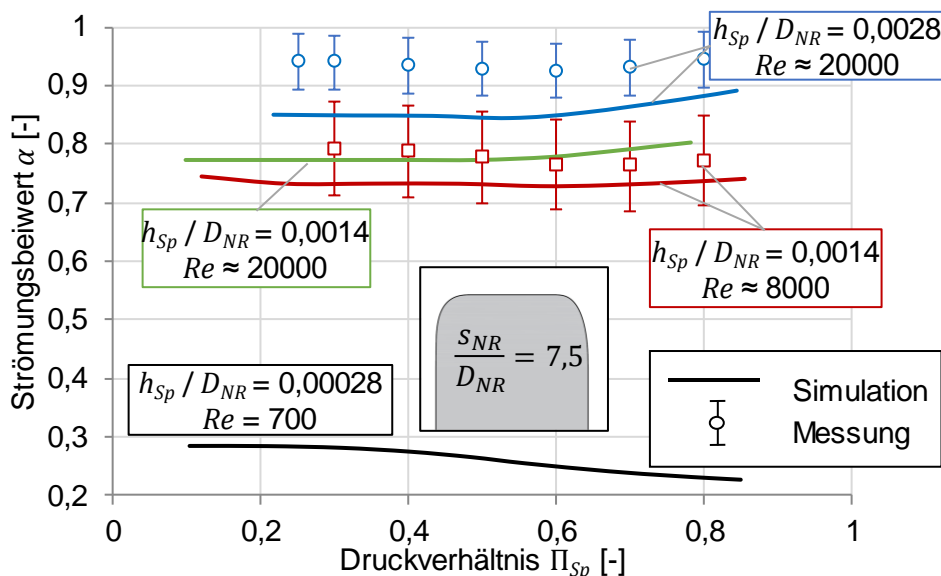 1
0,9
0,8
0,7
0,6
0,5
0,4
0,3
0,2
Strömungsbeiwert α [-]
h_Sp / D_NR = 0,0028
Re ≈ 20000
h_Sp / D_NR = 0,0014
Re ≈ 20000
h_Sp / D_NR = 0,0014
Re ≈ 8000
s_NR / D_NR = 7,5
h_Sp / D_NR = 0,00028
Re = 700
Simulation
Messung
0
0,2
0,4
0,6
0,8
1
Druckverhältnis Π_Sp [-]